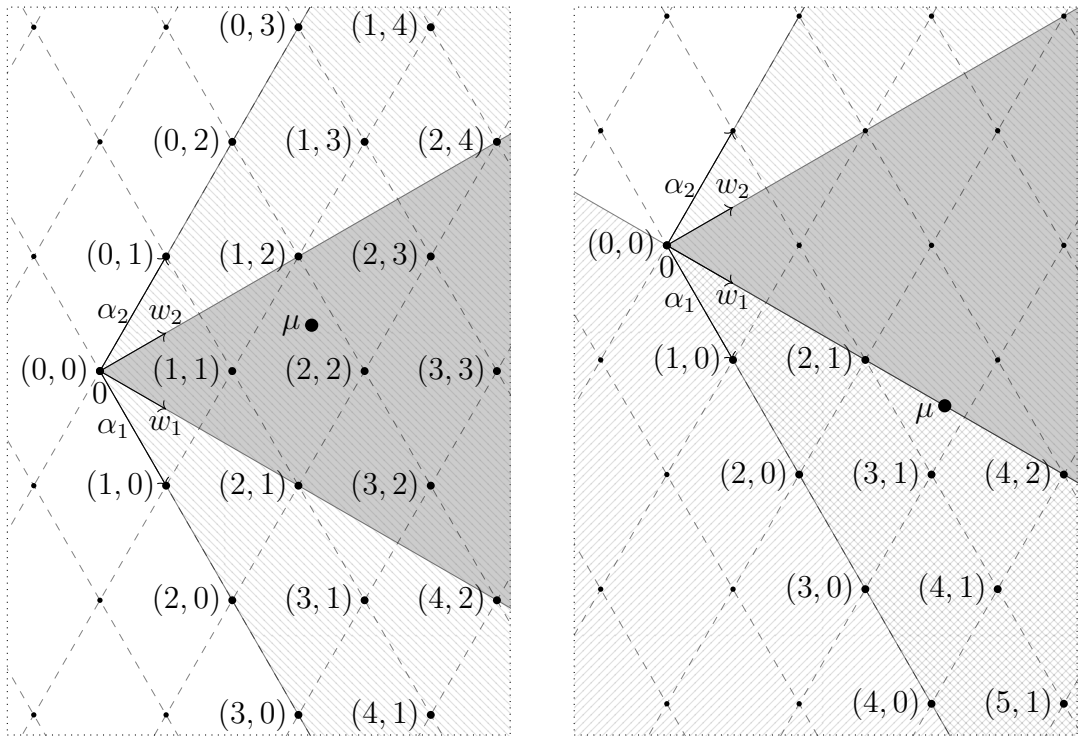 (0, 3) (1, 4)
(0, 2) (1, 3) (2, 4)
(0, 1) (1, 2) (2, 3)
α₂ w₂ μ
(0, 0) (1, 1) (2, 2) (3, 3)
0
α₁ w₁
(1, 0) (2, 1) (3, 2)
(2, 0) (3, 1) (4, 2)
(3, 0) (4, 1)
α₂ w₂
(0, 0)
0
α₁ w₁
(1, 0) (2, 1)
μ
(2, 0) (3, 1) (4, 2)
(3, 0) (4, 1)
(4, 0) (5, 1)